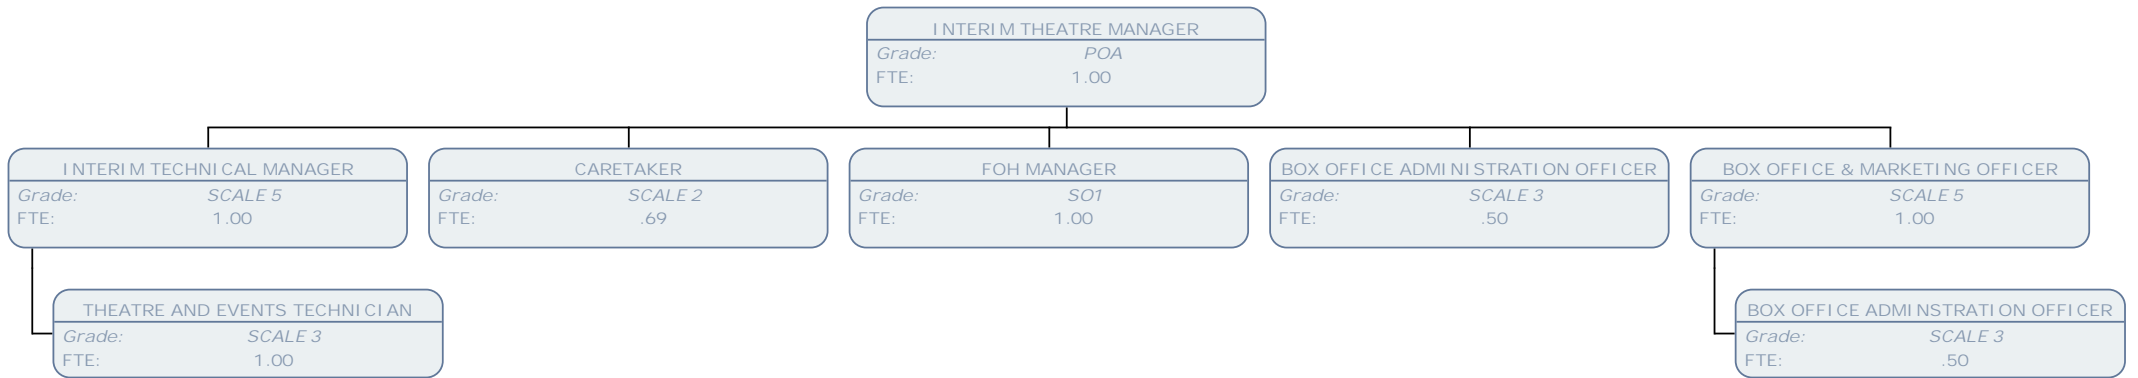 INTERIM THEATRE MANAGER
Grade: POA
FTE: 1.00
INTERIM TECHNICAL MANAGER
Grade: SCALE 5
FTE: 1.00
CARETAKER
Grade: SCALE 2
FTE: .69
FOH MANAGER
Grade: SO1
FTE: 1.00
BOX OFFICE ADMINISTRATION OFFICER
Grade: SCALE 3
FTE: .50
BOX OFFICE & MARKETING OFFICER
Grade: SCALE 5
FTE: 1.00
THEATRE AND EVENTS TECHNICIAN
Grade: SCALE 3
FTE: 1.00
BOX OFFICE ADMINSTRATION OFFICER
Grade: SCALE 3
FTE: .50